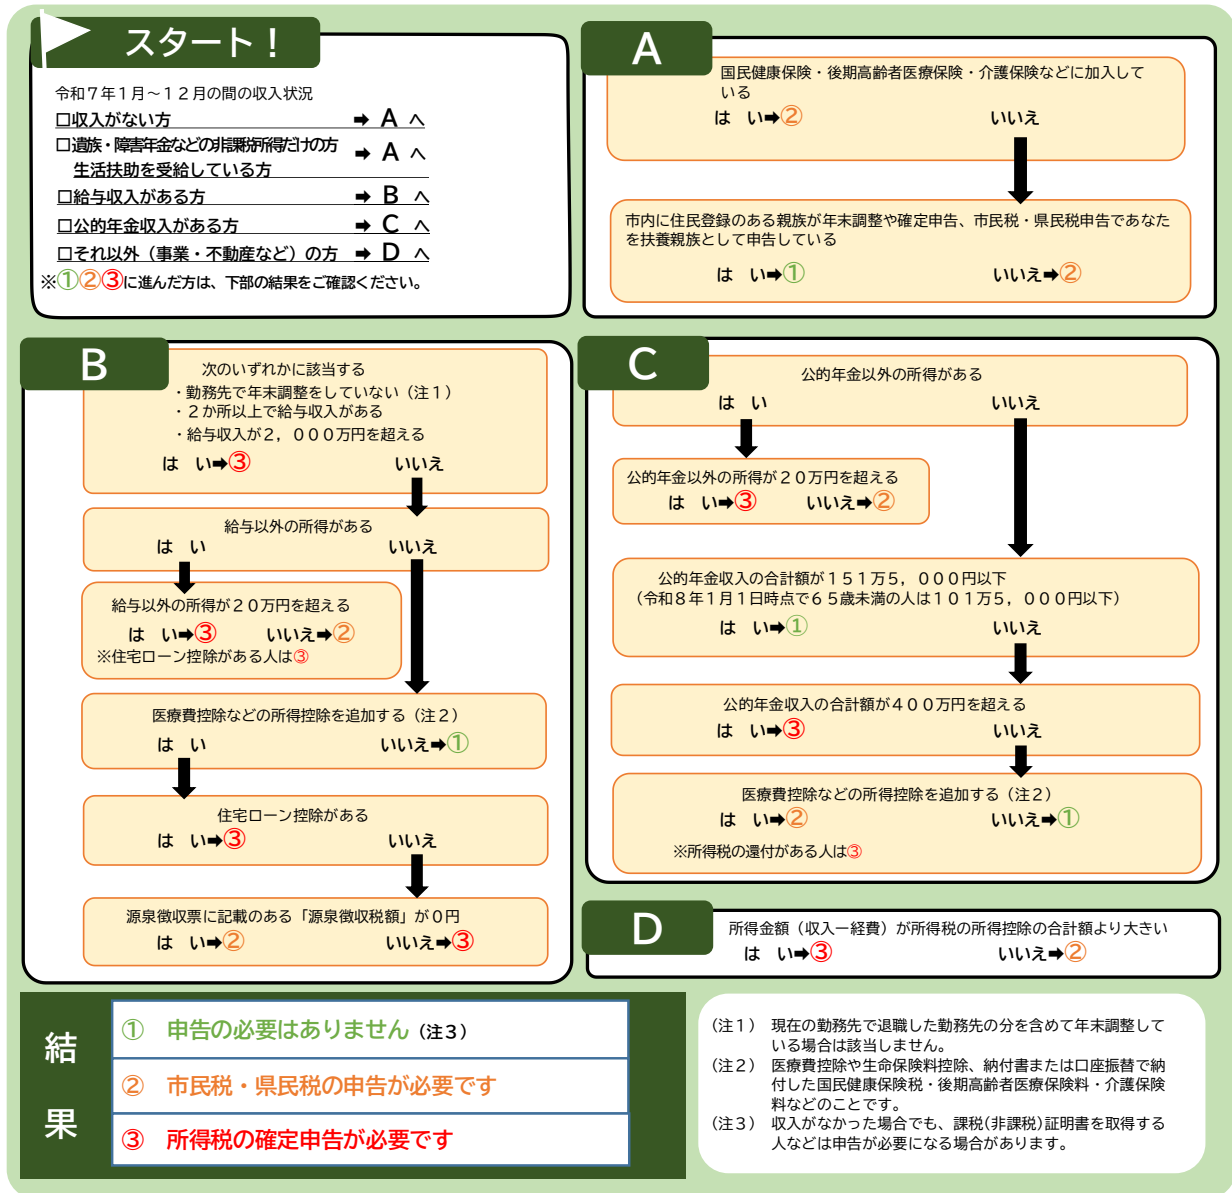 スタート！
令和７年１月～１２月の間の収入状況
□収入がない方 ➡ A へ
□遺族・障害年金などの非課税所得だけの方
生活扶助を受給している方 ➡ A へ
□給与収入がある方 ➡ B へ
□公的年金収入がある方 ➡ C へ
□それ以外（事業・不動産など）の方 ➡ D へ
※①②③に進んだ方は、下部の結果をご確認ください。
A
国民健康保険・後期高齢者医療保険・介護保険などに加入して
いる
は　い➡② いいえ
市内に住民登録のある親族が年末調整や確定申告、市民税・県民税申告であなた
を扶養親族として申告している
は　い➡① いいえ➡②
B
次のいずれかに該当する
・勤務先で年末調整をしていない（注１）
・２か所以上で給与収入がある
・給与収入が２，０００万円を超える
は　い➡③ いいえ
給与以外の所得がある
は　い いいえ
給与以外の所得が２０万円を超える
は　い➡③ いいえ➡②
※住宅ローン控除がある人は③
医療費控除などの所得控除を追加する（注２）
は　い いいえ➡①
住宅ローン控除がある
は　い➡③ いいえ
源泉徴収票に記載のある「源泉徴収税額」が０円
は　い➡② いいえ➡③
C
公的年金以外の所得がある
は　い いいえ
公的年金以外の所得が２０万円を超える
は　い➡③ いいえ➡②
公的年金収入の合計額が１５１万５，０００円以下
（令和８年１月１日時点で６５歳未満の人は１０１万５，０００円以下）
は　い➡① いいえ
公的年金収入の合計額が４００万円を超える
は　い➡③ いいえ
医療費控除などの所得控除を追加する（注２）
は　い➡② いいえ➡①
※所得税の還付がある人は③
D
所得金額（収入ー経費）が所得税の所得控除の合計額より大きい
は　い➡③ いいえ➡②
結果
① 申告の必要はありません（注３）
② 市民税・県民税の申告が必要です
③ 所得税の確定申告が必要です
（注１） 現在の勤務先で退職した勤務先の分を含めて年末調整して
いる場合は該当しません。
（注２） 医療費控除や生命保険料控除、納付書または口座振替で納
付した国民健康保険税・後期高齢者医療保険料・介護保険
料などのことです。
（注３） 収入がなかった場合でも、課税(非課税)証明書を取得する
人などは申告が必要になる場合があります。